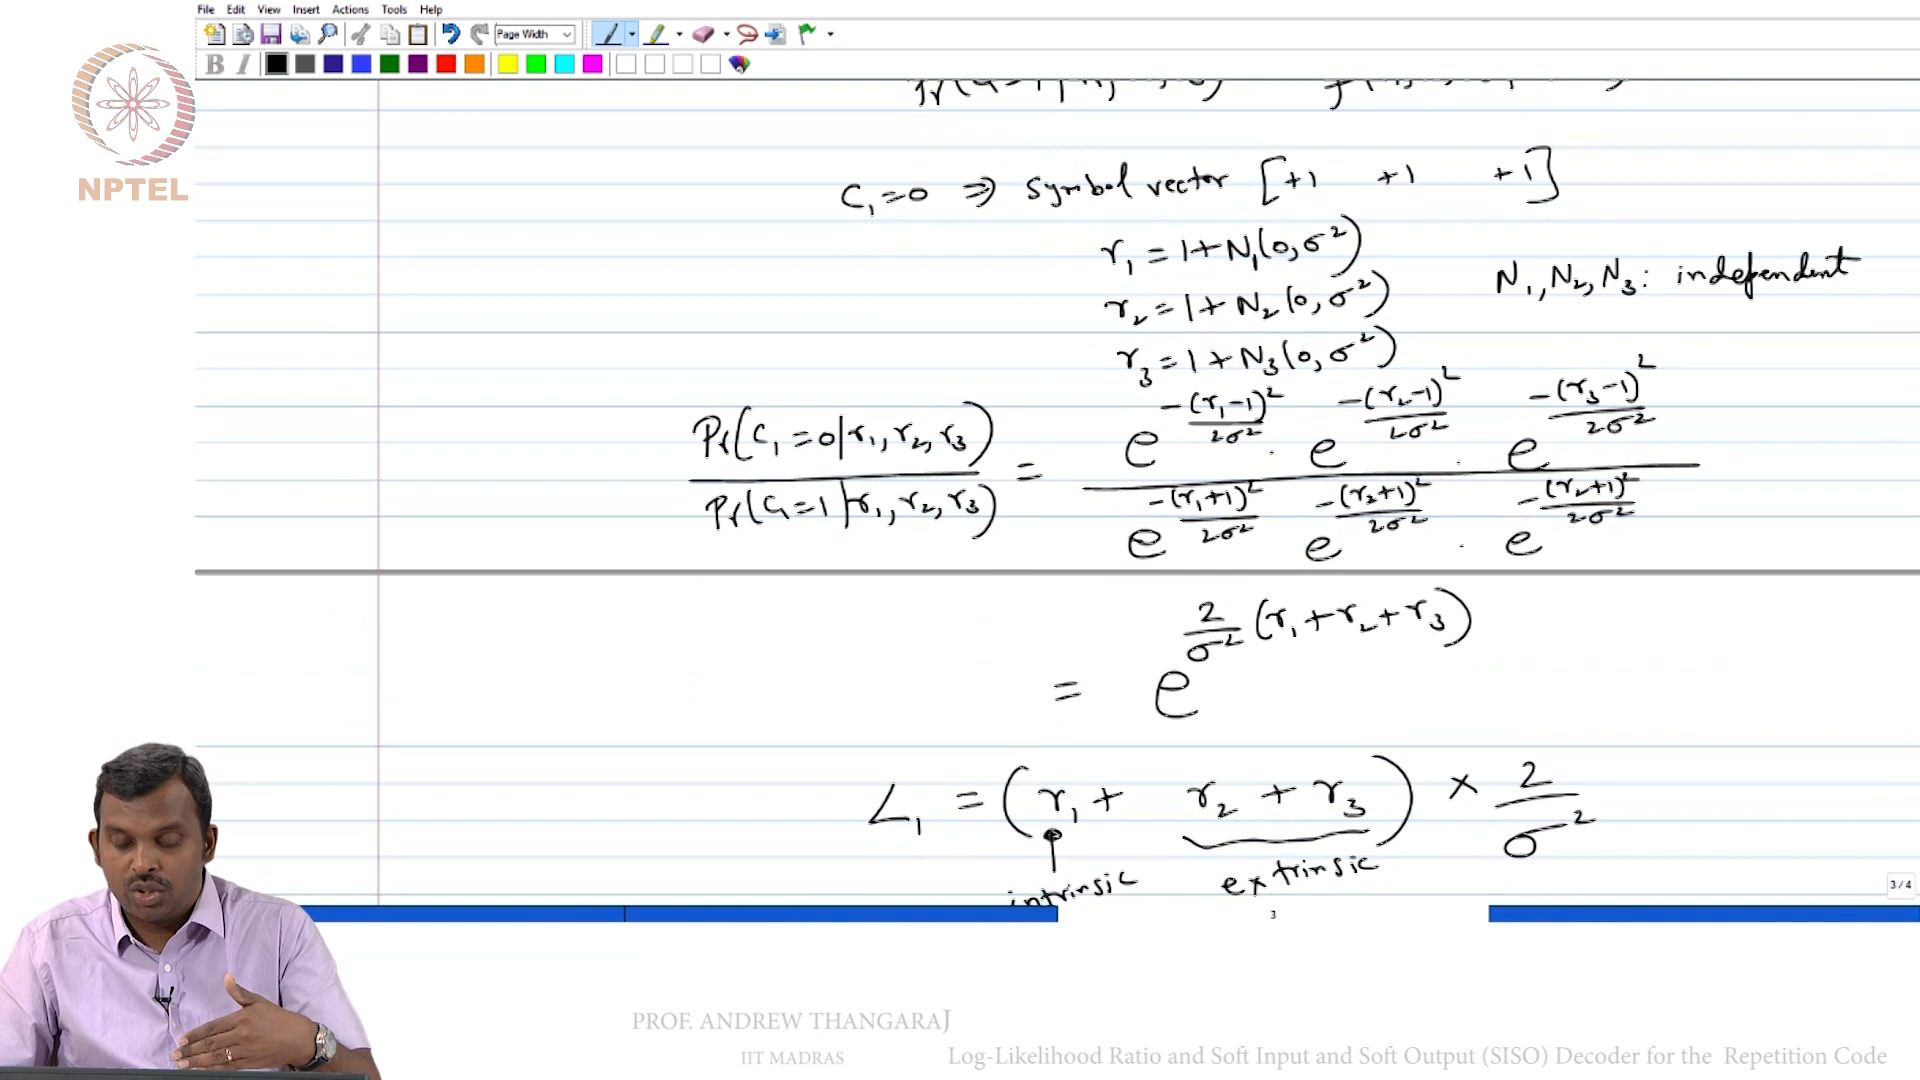 File Edit View Insert Actions Tools Help
Page Width
B I
NPTEL
C₁=0 ⇒ Symbol vector [+1 +1 +1]
r₁ = 1+N₁(0,σ²)
r₂ = 1+N₂(0,σ²)
r₃ = 1+N₃(0,σ²)
N₁,N₂,N₃: independent
Pr(C₁=0|r₁,r₂,r₃) / Pr(C₁=1|r₁,r₂,r₃) = e^(-(r₁-1)²/2σ²) · e^(-(r₂-1)²/2σ²) · e^(-(r₃-1)²/2σ²) / e^(-(r₁+1)²/2σ²) e^(-(r₂+1)²/2σ²) · e^(-(r₂+1)²/2σ²)
= e^(2/σ² (r₁+r₂+r₃))
L₁ = (r₁+ r₂ + r₃) × 2/σ²
intrinsic extrinsic
3/4
3
PROF. ANDREW THANGARAJ
IIT MADRAS
Log-Likelihood Ratio and Soft Input and Soft Output (SISO) Decoder for the Repetition Code